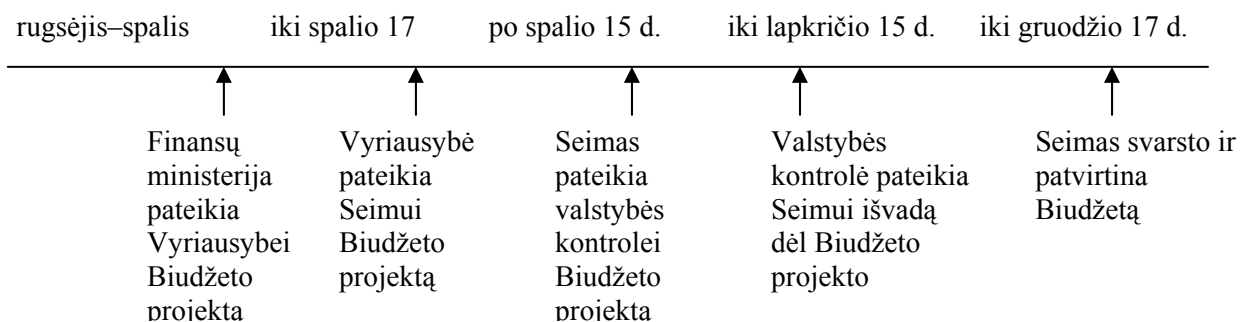 rugsėjis–spalis
iki spalio 17
po spalio 15 d.
iki lapkričio 15 d.
iki gruodžio 17 d.
Finansų
ministerija
pateikia
Vyriausybei
Biudžeto
projekta
Vyriausybė
pateikia
Seimui
Biudžeto
projektą
Seimas
pateikia
valstybės
kontrolei
Biudžeto
projekta
Valstybės
kontrolė pateikia
Seimui išvadą
dėl Biudžeto
projekto
Seimas svarsto ir
patvirtina
Biudžetą